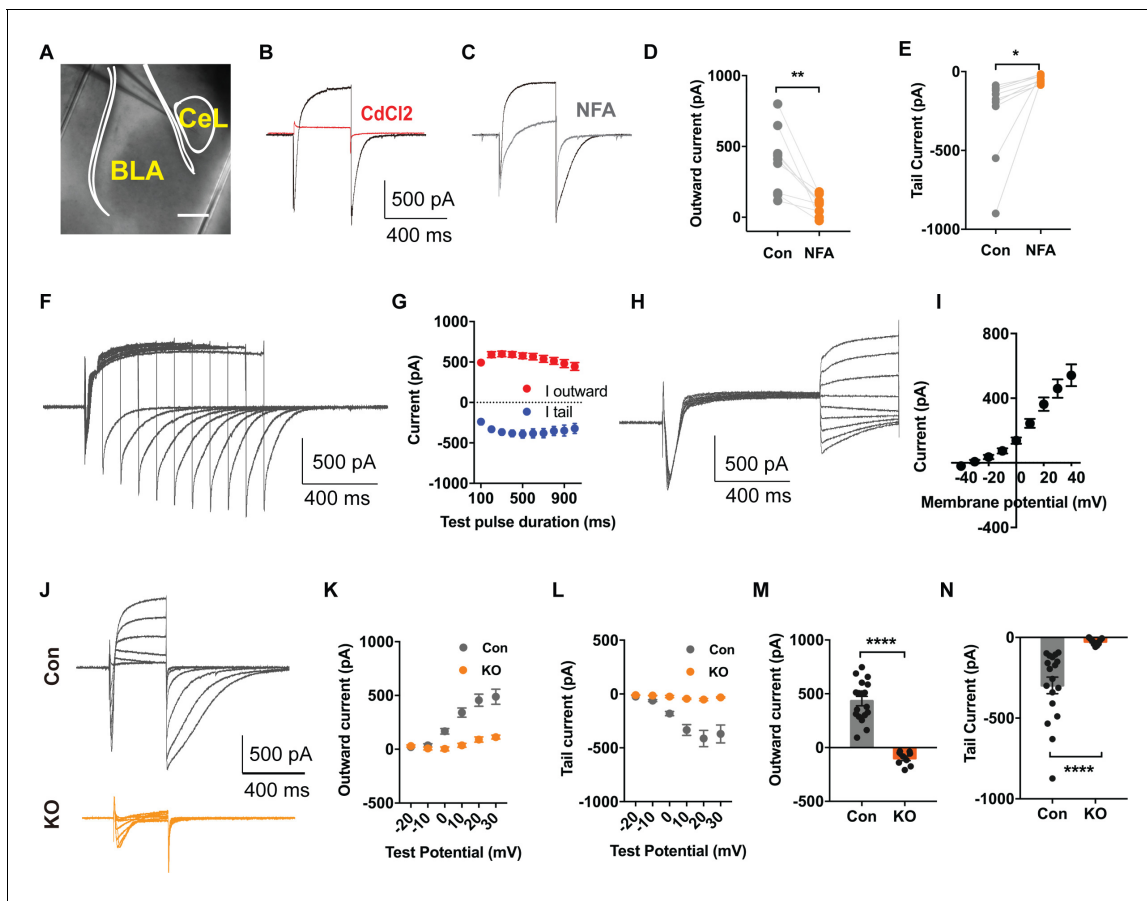 A
CeL
BLA
B
CdCl2
500 pA
400 ms
C
NFA
D
Outward current (pA)
1000
500
0
**
Con
NFA
E
Tail Current (pA)
0
-500
-1000
*
Con
NFA
F
500 pA
400 ms
G
Current (pA)
1000
500
0
-500
-1000
I outward
I tail
100
500
900
Test pulse duration (ms)
H
500 pA
400 ms
I
Current (pA)
800
400
-400
-40
-20
0
20
40
Membrane potential (mV)
J
Con
500 pA
400 ms
KO
K
Outward current (pA)
1000
500
0
-500
Con
KO
-20
-10
0
10
20
30
Test Potential (mV)
L
Tail current (pA)
500
0
-500
-1000
Con
KO
-20
-10
0
10
20
30
Test Potential (mV)
M
Outward current (pA)
1000
500
0
-500
****
Con
KO
N
Tail Current (pA)
0
-500
-1000
****
Con
KO